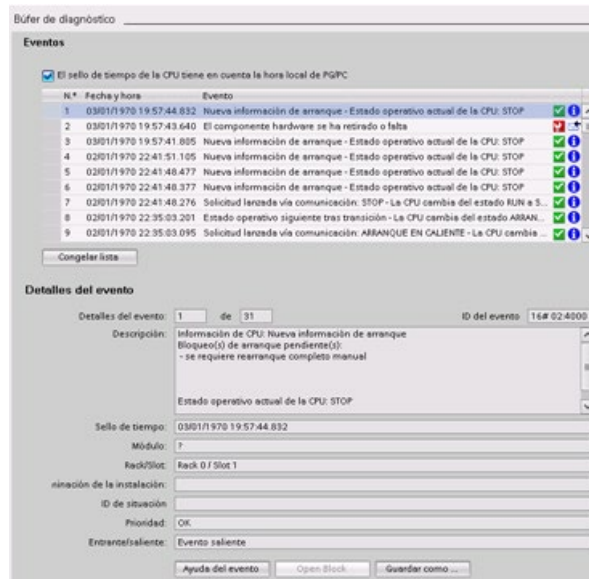 Búfer de diagnóstico
Eventos
El sello de tiempo de la CPU tiene en cuenta la hora local de PG/PC
N.º Fecha y hora Evento
1 03/01/1970 19:57:44.832 Nueva información de arranque - Estado operativo actual de la CPU: STOP
2 03/01/1970 19:57:43.640 El componente hardware se ha retirado o falta
3 03/01/1970 19:57:41.805 Nueva información de arranque - Estado operativo actual de la CPU: STOP
4 02/01/1970 22:41:51.105 Nueva información de arranque - Estado operativo actual de la CPU: STOP
5 02/01/1970 22:41:48.477 Nueva información de arranque - Estado operativo actual de la CPU: STOP
6 02/01/1970 22:41:48.377 Nueva información de arranque - Estado operativo actual de la CPU: STOP
7 02/01/1970 22:41:48.276 Solicitud lanzada vía comunicación: STOP - La CPU cambia del estado RUN a S...
8 02/01/1970 22:35:03.201 Estado operativo siguiente tras transición - La CPU cambia del estado ARRAN...
9 02/01/1970 22:35:03.095 Solicitud lanzada vía comunicación: ARRANQUE EN CALIENTE - La CPU cambia ...
Congelar lista
Detalles del evento
Detalles del evento: 1 de 31 ID del evento 16# 02:4000
Descripción: Información de CPU: Nueva información de arranque
Bloqueo(s) de arranque pendiente(s):
- se requiere rearranque completo manual
Estado operativo actual de la CPU: STOP
Sello de tiempo: 03/01/1970 19:57:44.832
Módulo: ?
Rack/Slot: Rack 0 / Slot 1
ninación de la instalación:
ID de situación
Prioridad: OK
Entrante/saliente: Evento saliente
Ayuda del evento Open Block Guardar como ...